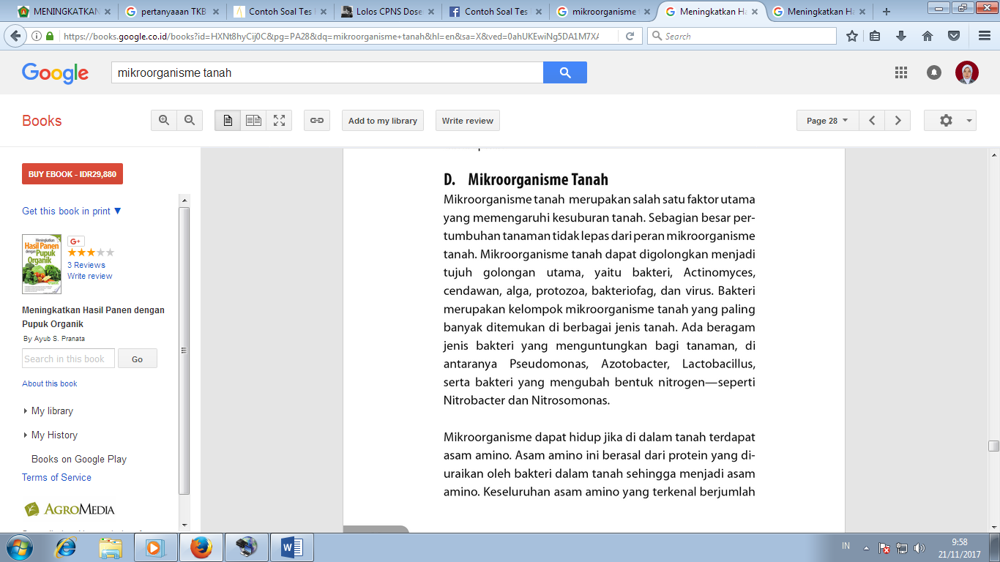 MENINGKATKAN
pertanyaaan TKB
Contoh Soal Tes
Lolos CPNS Dose
Contoh Soal Tes
mikroorganisme
Meningkatkan Ha
Meningkatkan Ha
https://books.google.co.id/books?id=HXNt8hyCij0C&pg=PA28&dq=mikroorganisme+tanah&hl=en&sa=X&ved=0ahUKEwiNg5DA1M7XA
Search
Google
mikroorganisme tanah
Books
Add to my library
Write review
Page 28
BUY EBOOK - IDR29,880
Get this book in print ▼
Meningkatkan
Hasil Panen
dengan
Pupuk
Organik
G+
3 Reviews
Write review
Meningkatkan Hasil Panen dengan
Pupuk Organik
By Ayub S. Pranata
Search in this book
Go
About this book
My library
My History
Books on Google Play
Terms of Service
AGROMEDIA
D. Mikroorganisme Tanah
Mikroorganisme tanah merupakan salah satu faktor utama
yang memengaruhi kesuburan tanah. Sebagian besar per-
tumbuhan tanaman tidak lepas dari peran mikroorganisme
tanah. Mikroorganisme tanah dapat digolongkan menjadi
tujuh golongan utama, yaitu bakteri, Actinomyces,
cendawan, alga, protozoa, bakteriofag, dan virus. Bakteri
merupakan kelompok mikroorganisme tanah yang paling
banyak ditemukan di berbagai jenis tanah. Ada beragam
jenis bakteri yang menguntungkan bagi tanaman, di
antaranya Pseudomonas, Azotobacter, Lactobacillus,
serta bakteri yang mengubah bentuk nitrogen—seperti
Nitrobacter dan Nitrosomonas.
Mikroorganisme dapat hidup jika di dalam tanah terdapat
asam amino. Asam amino ini berasal dari protein yang di-
uraikan oleh bakteri dalam tanah sehingga menjadi asam
amino. Keseluruhan asam amino yang terkenal berjumlah
IN
9:58
21/11/2017